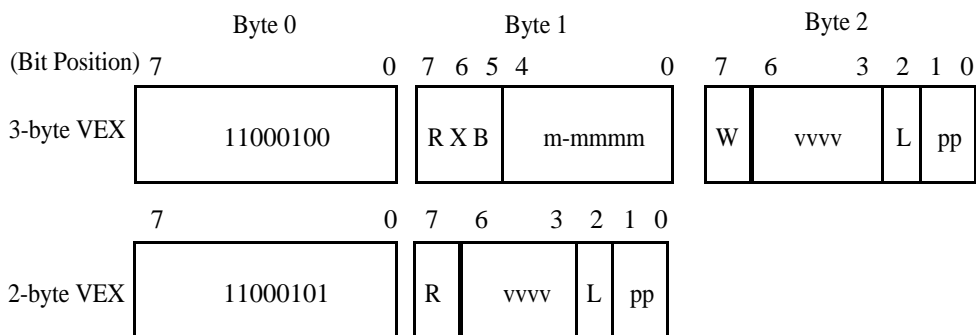 Byte 0 Byte 1 Byte 2
(Bit Position) 7 0 7 6 5 4 0 7 6 3 2 1 0
3-byte VEX 11000100 R X B m-mmmm W vvvv L pp
7 0 7 6 3 2 1 0
2-byte VEX 11000101 R vvvv L pp